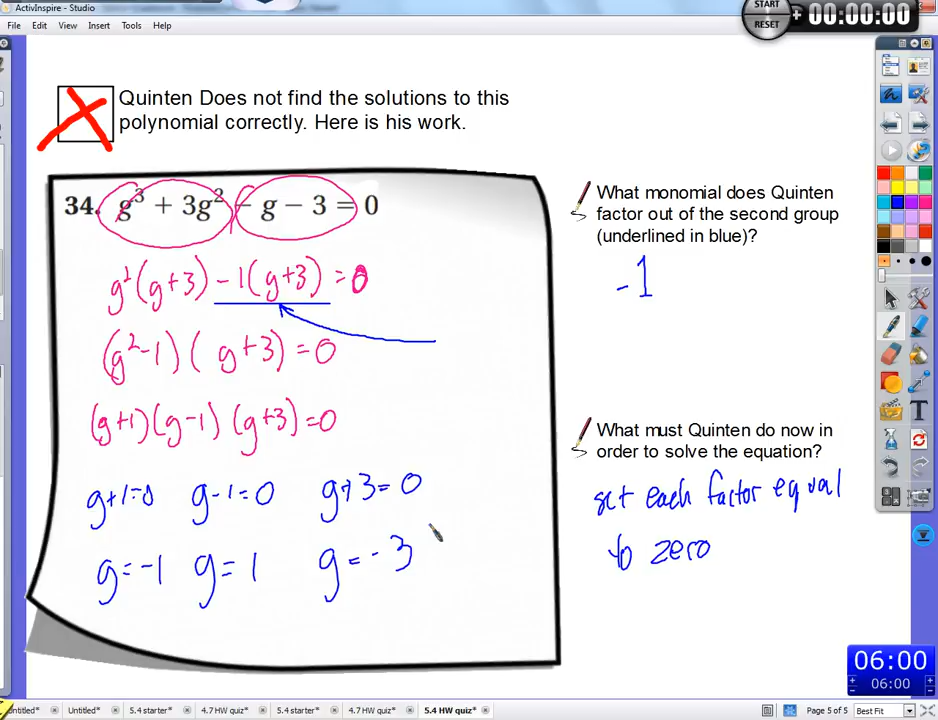 ActivInspire - Studio
START
RESET
+ 00:00:00
File Edit View Insert Tools Help
Quinten Does not find the solutions to this
polynomial correctly. Here is his work.
34. g³ + 3g² − g − 3 = 0
g²(g+3) -1(g+3) = 0
(g²-1)(g+3) = 0
(g+1)(g-1)(g+3)=0
g+1=0 g-1=0 g+3=0
g=-1 g=1 g=-3
What monomial does Quinten
factor out of the second group
(underlined in blue)?
-1
What must Quinten do now in
order to solve the equation?
set each factor equal
to zero
06:00
06:00
ntitled* Untitled* 5.4 starter* 4.7 HW quiz* 5.4 starter* 4.7 HW quiz* 5.4 HW quiz*
Page 5 of 5 Best Fit